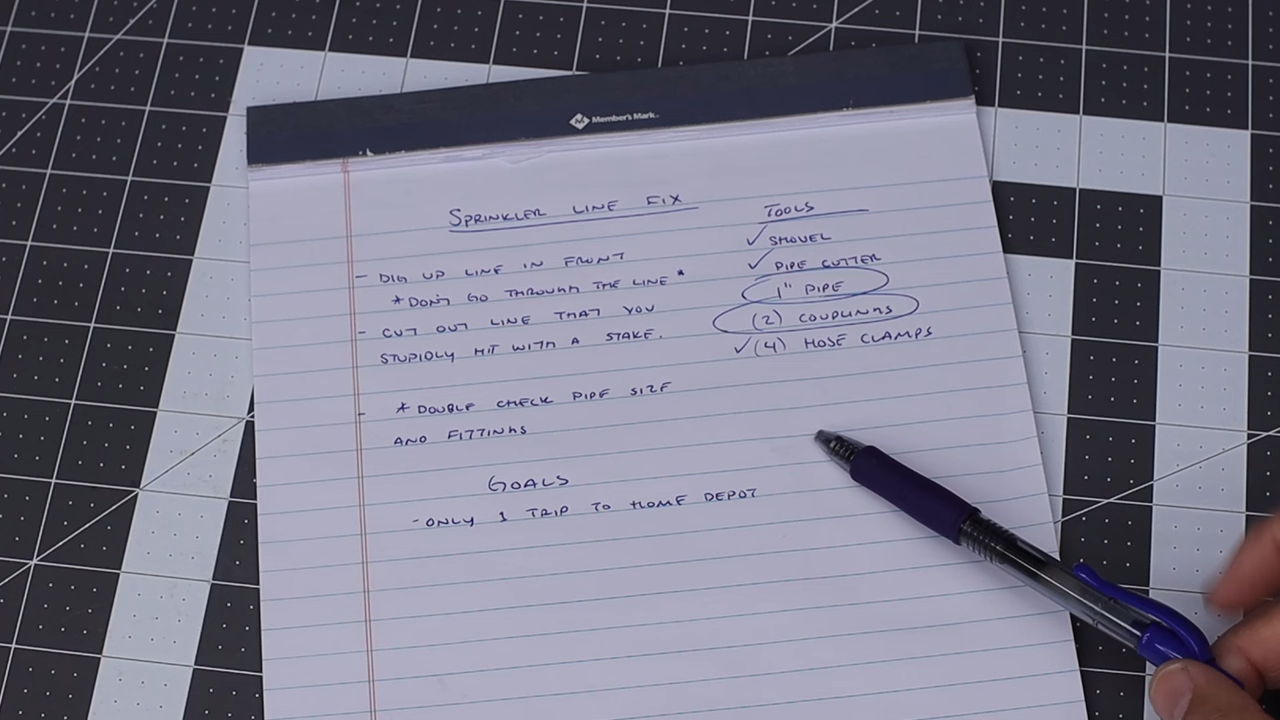 Member's Mark
SPRINKLER LINE FIX
- DIG UP LINE IN FRONT
* DON'T GO THROUGH THE LINE *
- CUT OUT LINE THAT YOU
STUPIDLY HIT WITH A STAKE.
- * DOUBLE CHECK PIPE SIZE
AND FITTINGS
GOALS
- ONLY 1 TRIP TO HOME DEPOT
TOOLS
✓ SHOVEL
✓ PIPE CUTTER
1" PIPE
(2) COUPLINGS
✓ (4) HOSE CLAMPS